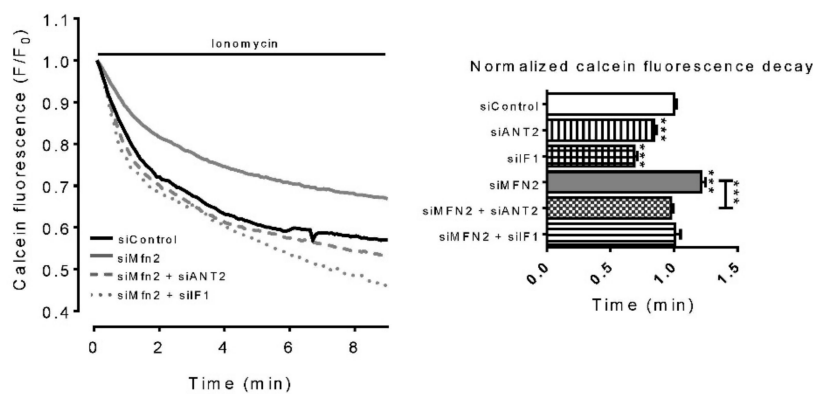 Ionomycin
Calcein fluorescence (F/F0)
1.1
1.0
0.9
0.8
0.7
0.6
0.5
0.4
siControl
siMfn2
siMfn2 + siANT2
siMfn2 + siIF1
0
2
4
6
8
Time (min)
Normalized calcein fluorescence decay
siControl
siANT2
***
siIF1
***
siMFN2
***
***
siMFN2 + siANT2
siMFN2 + siIF1
0.0
0.5
1.0
1.5
Time (min)